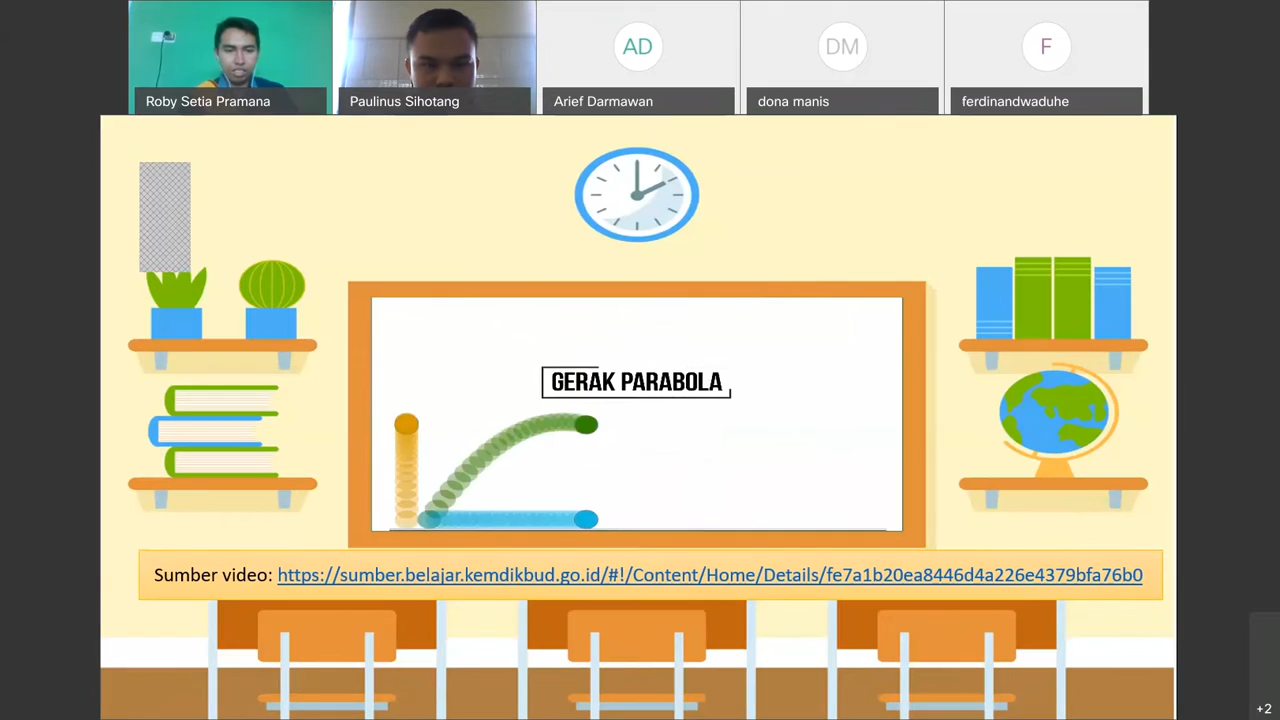 AD
DM
F
Roby Setia Pramana
Paulinus Sihotang
Arief Darmawan
dona manis
ferdinandwaduhe
GERAK PARABOLA
Sumber video: https://sumber.belajar.kemdikbud.go.id/#!/Content/Home/Details/fe7a1b20ea8446d4a226e4379bfa76b0
+2